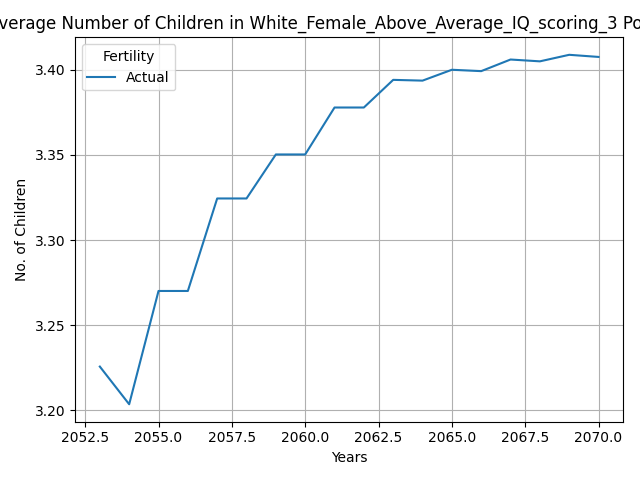 verage Number of Children in White_Female_Above_Average_IQ_scoring_3 Po
Fertility
Actual
No. of Children
3.40
3.35
3.30
3.25
3.20
2052.5 2055.0 2057.5 2060.0 2062.5 2065.0 2067.5 2070.0
Years